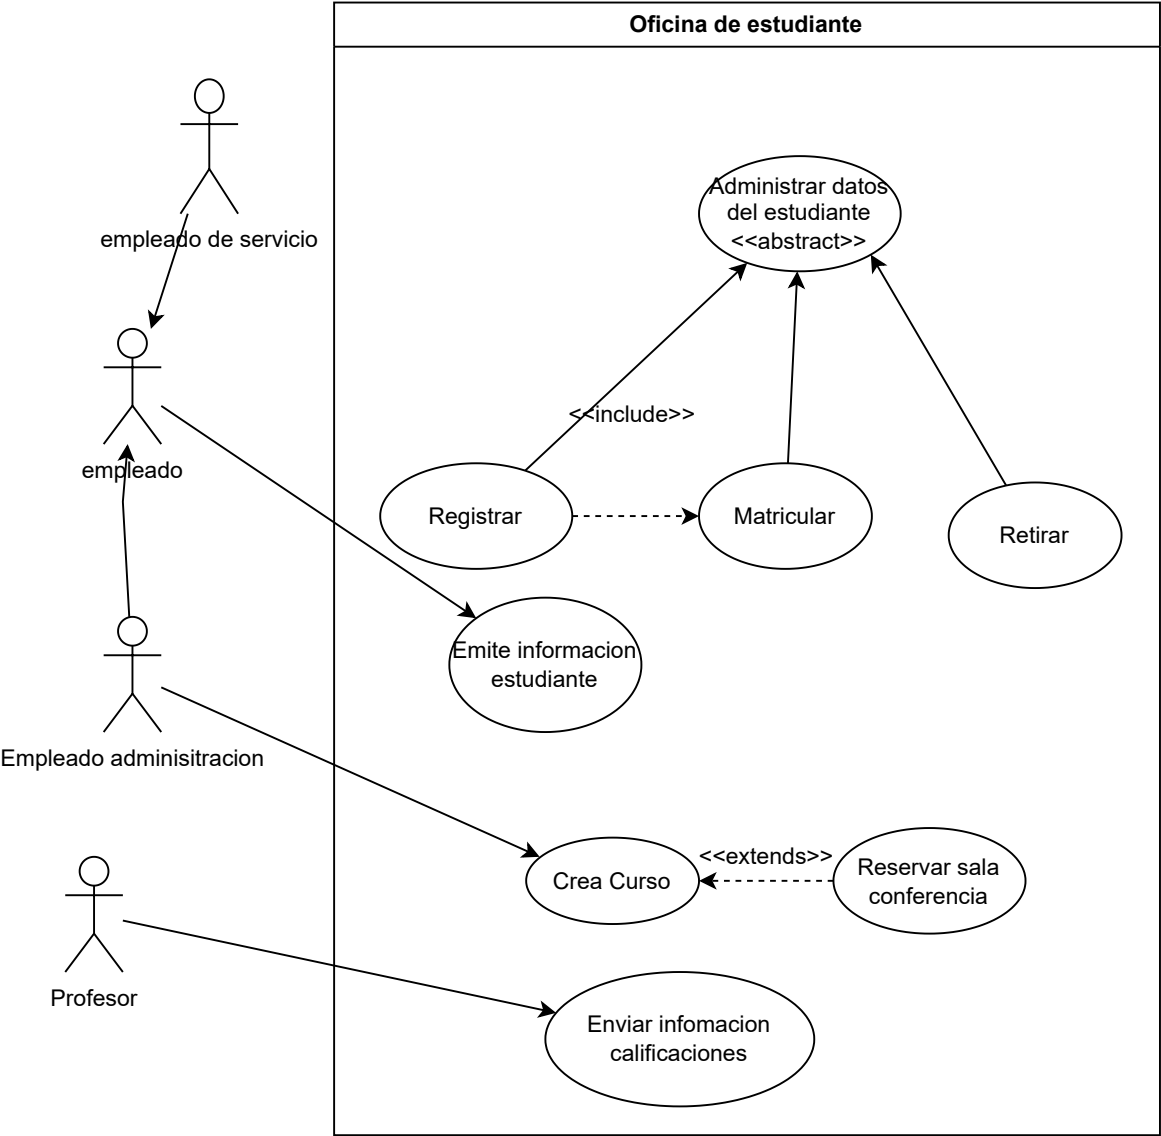 Oficina de estudiante
empleado de servicio
Administrar datos
del estudiante
<<abstract>>
<<include>>
empleado
Registrar
Matricular
Retirar
Emite informacion
estudiante
Empleado adminisitracion
<<extends>>
Crea Curso
Reservar sala
conferencia
Profesor
Enviar infomacion
calificaciones